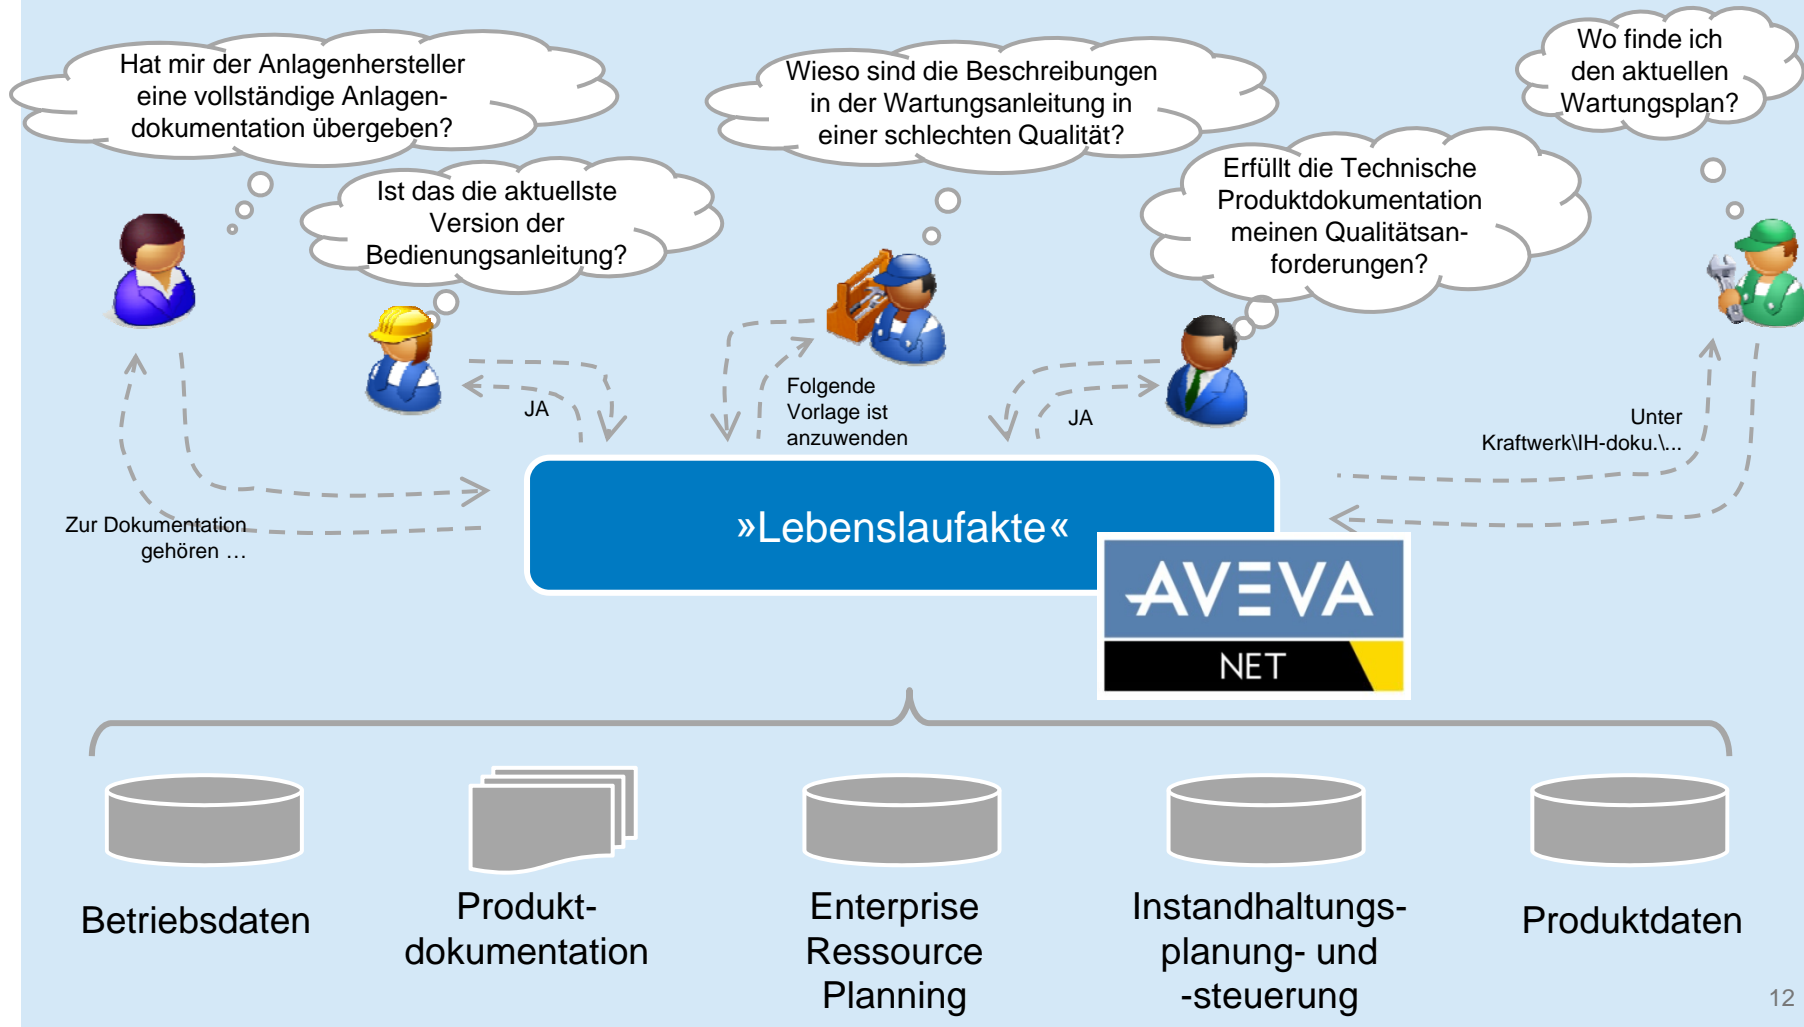 Hat mir der Anlagenhersteller
eine vollständige Anlagen-
dokumentation übergeben?
Wieso sind die Beschreibungen
in der Wartungsanleitung in
einer schlechten Qualität?
Wo finde ich
den aktuellen
Wartungsplan?
Ist das die aktuellste
Version der
Bedienungsanleitung?
Erfüllt die Technische
Produktdokumentation
meinen Qualitätsan-
forderungen?
JA
Folgende
Vorlage ist
anzuwenden
JA
Unter
Kraftwerk\IH-doku.\...
Zur Dokumentation
gehören …
»Lebenslaufakte«
AVEVA
NET
Betriebsdaten
Produkt-
dokumentation
Enterprise
Ressource
Planning
Instandhaltungs-
planung- und
-steuerung
Produktdaten
12